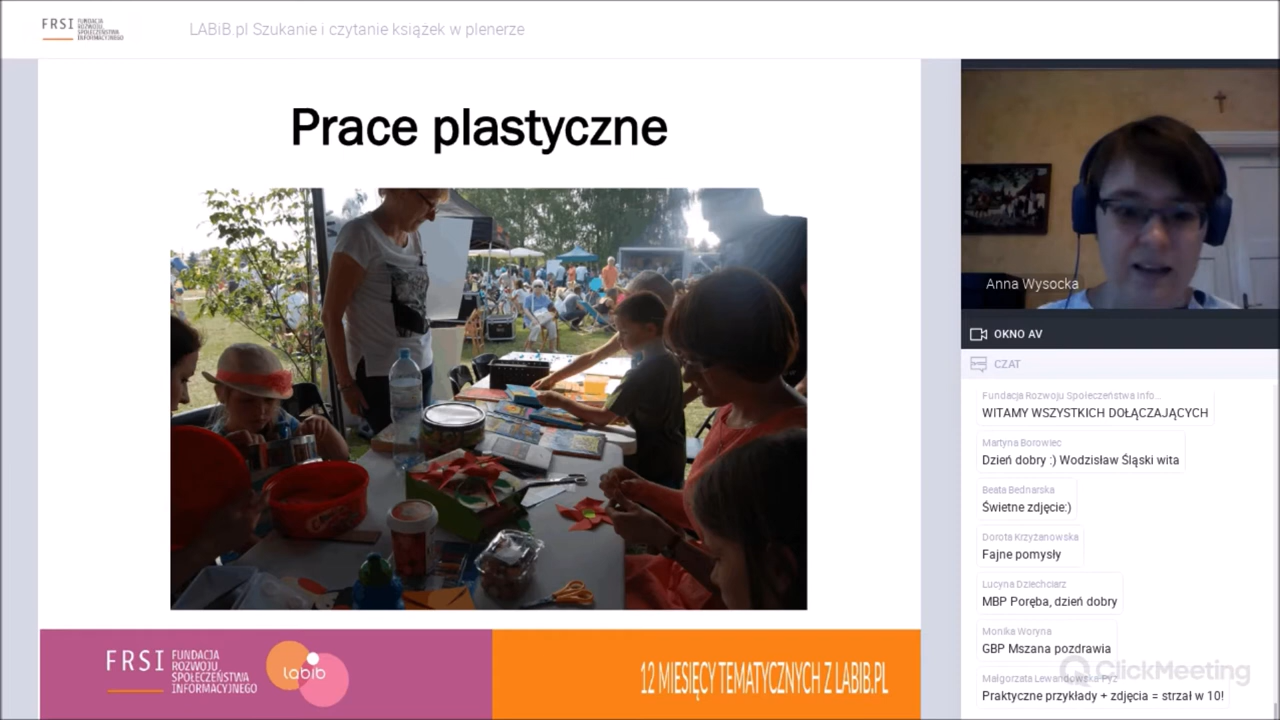 FRSI FUNDACJA
ROZWOJU
SPOŁECZEŃSTWA
INFORMACYJNEGO
LABiB.pl Szukanie i czytanie książek w plenerze
Prace plastyczne
FRSI FUNDACJA
ROZWOJU
SPOŁECZEŃSTWA
INFORMACYJNEGO
labib
12 MIESIĘCY TEMATYCZNYCH Z LABIB.PL
Anna Wysocka
OKNO AV
CZAT
Fundacja Rozwoju Społeczeństwa Info...
WITAMY WSZYSTKICH DOŁĄCZAJĄCYCH
Martyna Borowiec
Dzień dobry :) Wodzisław Śląski wita
Beata Bednarska
Świetne zdjęcie:)
Dorota Krzyżanowska
Fajne pomysły
Lucyna Dziechciarz
MBP Poręba, dzień dobry
Monika Woryna
GBP Mszana pozdrawia
ClickMeeting
Małgorzata Lewandowska-Pyż
Praktyczne przykłady + zdjęcia = strzał w 10!